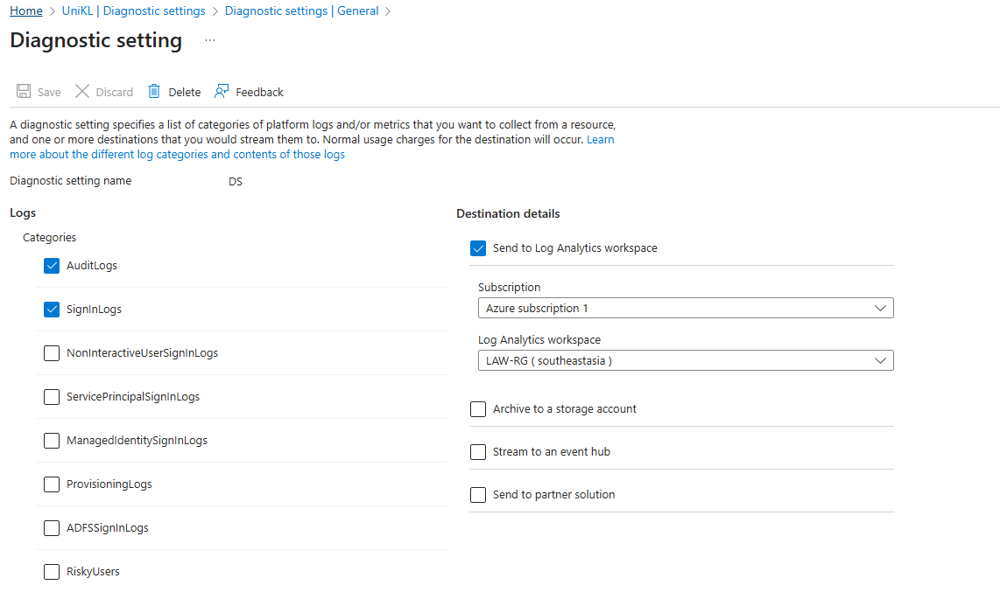 Home > UniKL | Diagnostic settings > Diagnostic settings | General >
Diagnostic setting ...
Save Discard Delete Feedback
A diagnostic setting specifies a list of categories of platform logs and/or metrics that you want to collect from a resource,
and one or more destinations that you would stream them to. Normal usage charges for the destination will occur. Learn
more about the different log categories and contents of those logs
Diagnostic setting name DS
Logs
Categories
AuditLogs
SignInLogs
NonInteractiveUserSignInLogs
ServicePrincipalSignInLogs
ManagedIdentitySignInLogs
ProvisioningLogs
ADFSSignInLogs
RiskyUsers
Destination details
Send to Log Analytics workspace
Subscription
Azure subscription 1
Log Analytics workspace
LAW-RG ( southeastasia )
Archive to a storage account
Stream to an event hub
Send to partner solution